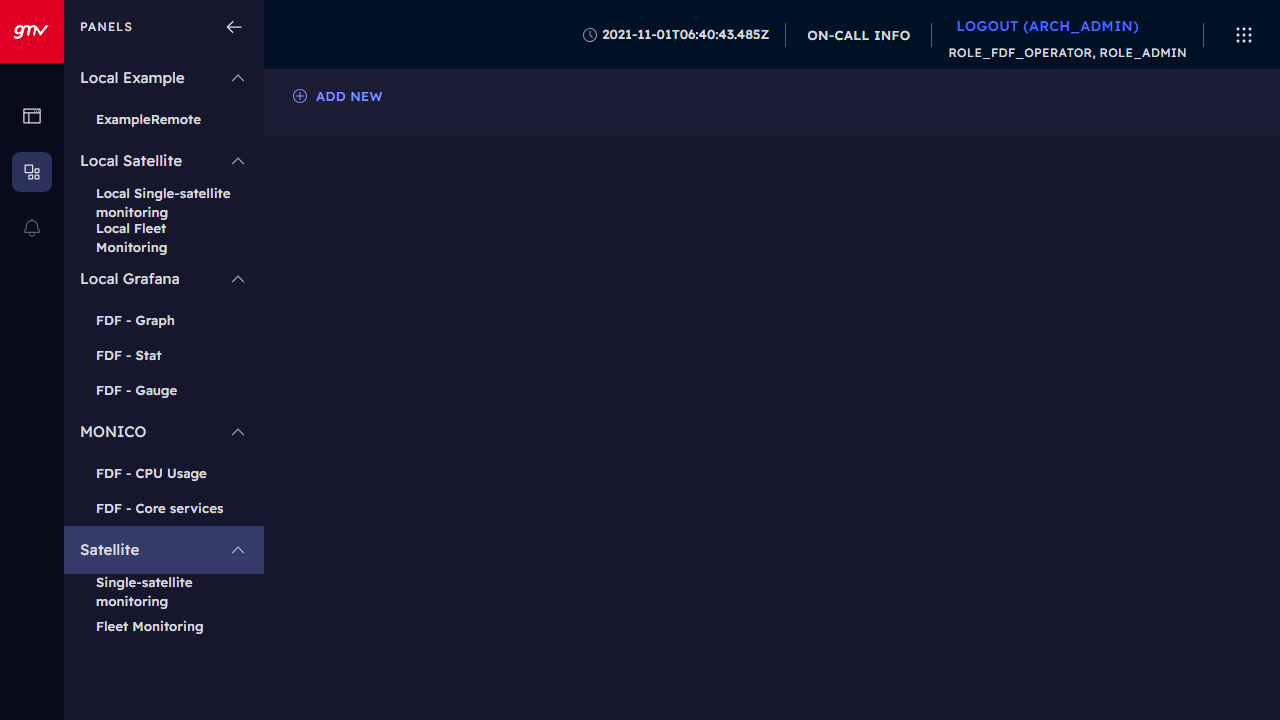 gmv
PANELS
2021-11-01T06:40:43.485Z
ON-CALL INFO
LOGOUT (ARCH_ADMIN)
ROLE_FDF_OPERATOR, ROLE_ADMIN
ADD NEW
Local Example
ExampleRemote
Local Satellite
Local Single-satellite
monitoring
Local Fleet
Monitoring
Local Grafana
FDF - Graph
FDF - Stat
FDF - Gauge
MONICO
FDF - CPU Usage
FDF - Core services
Satellite
Single-satellite
monitoring
Fleet Monitoring